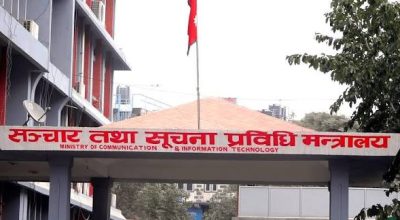 सञ्चार तथा सूचना प्रविधि मन्त्रालय
MINISTRY OF COMMUNICATION & INFORMATION TECHNOLOGY